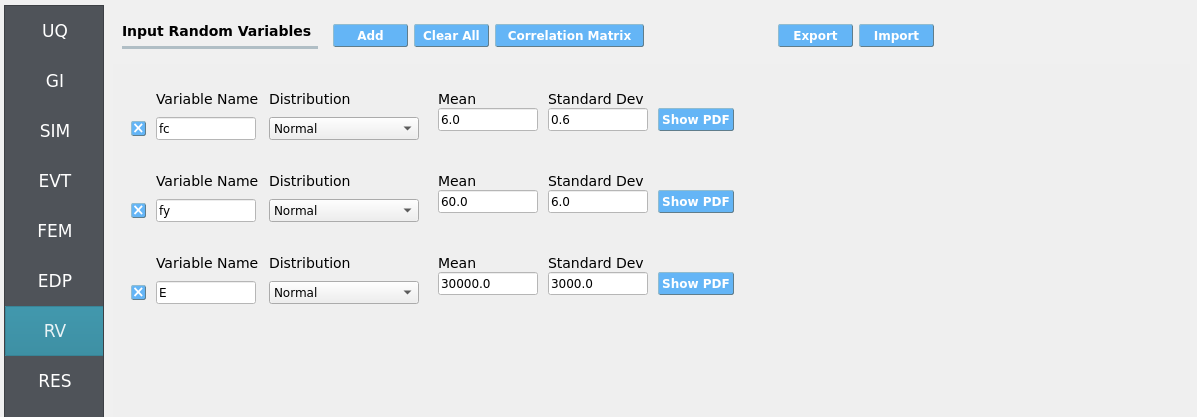 UQ
GI
SIM
EVT
FEM
EDP
RV
RES
Input Random Variables Add Clear All Correlation Matrix Export Import
Variable Name Distribution Mean Standard Dev
fc Normal 6.0 0.6 Show PDF
Variable Name Distribution Mean Standard Dev
fy Normal 60.0 6.0 Show PDF
Variable Name Distribution Mean Standard Dev
E Normal 30000.0 3000.0 Show PDF